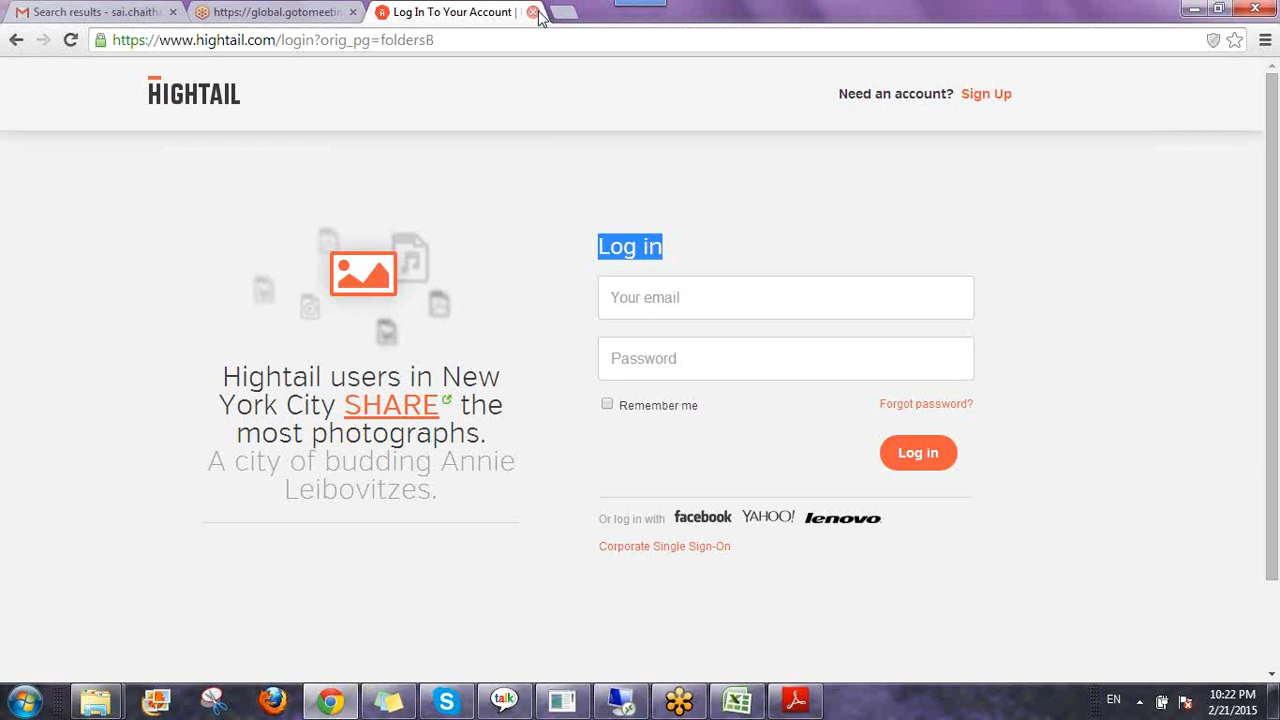 Search results - sai.chaith
https://global.gotomeetin
Log In To Your Account |
https://www.hightail.com/login?orig_pg=foldersB
HIGHTAIL
Need an account? Sign Up
Log in
Your email
Password
Remember me
Forgot password?
Log in
Hightail users in New
York City SHARE the
most photographs.
A city of budding Annie
Leibovitzes.
Or log in with facebook YAHOO! lenovo
Corporate Single Sign-On
talk
EN
10:22 PM
2/21/2015